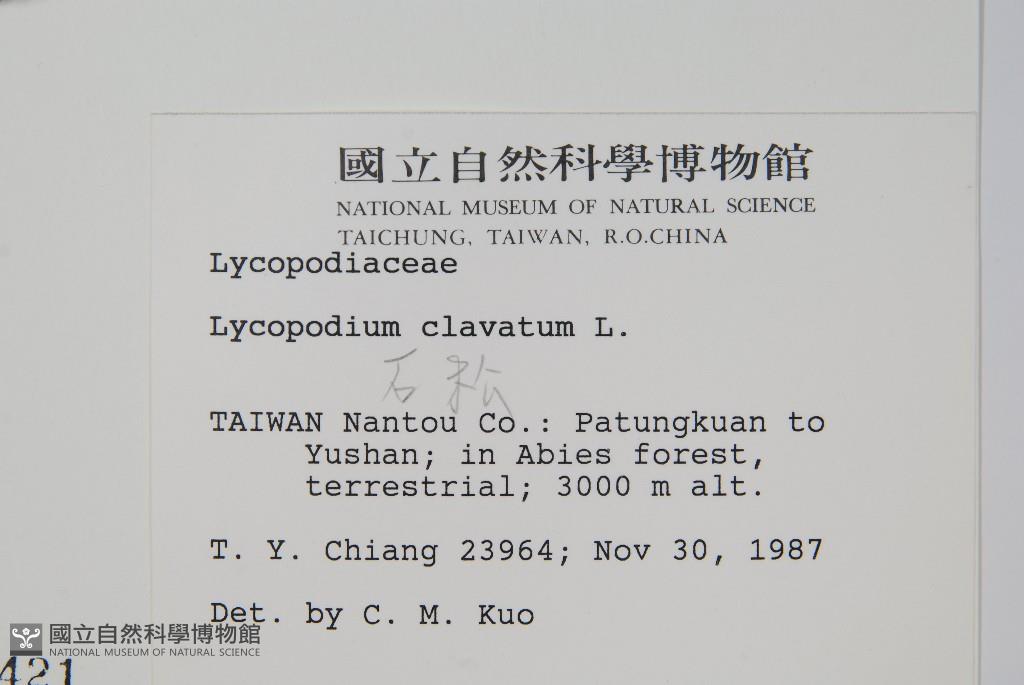 國立自然科學博物館
NATIONAL MUSEUM OF NATURAL SCIENCE
TAICHUNG, TAIWAN, R.O.CHINA
Lycopodiaceae
Lycopodium clavatum L.
石松
TAIWAN Nantou Co.: Patungkuan to
Yushan; in Abies forest,
terrestrial; 3000 m alt.
T. Y. Chiang 23964; Nov 30, 1987
Det. by C. M. Kuo
國立自然科學博物館
NATIONAL MUSEUM OF NATURAL SCIENCE
421